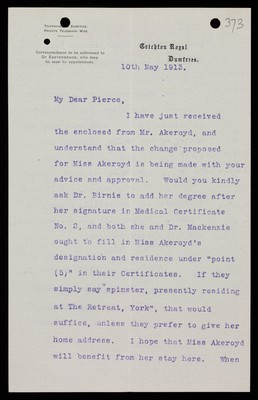 373
Private Telegraph Wire.
Correspondence to be addressed to
Dr Easterbrook, who may
be seen by appointment.
Crichton Royal
Dumfries.
10th May 1913.
My Dear Pierce,
I have just received
the enclosed from Mr. Akeroyd, and
understand that the change proposed
for Miss Akeroyd is being made with your
advice and approval. Would you kindly
ask Dr. Birnie to add her degree after
her signature in Medical Certificate
No. 2, and both she and Dr. Mackenzie
ought to fill in Miss Akeroyd's
designation and residence under "point
(5)" in their Certificates. If they
simply say "spinster, presently residing
at The Retreat, York", that would
suffice, unless they prefer to give her
home address. I hope that Miss Akeroyd
will benefit from her stay here. When